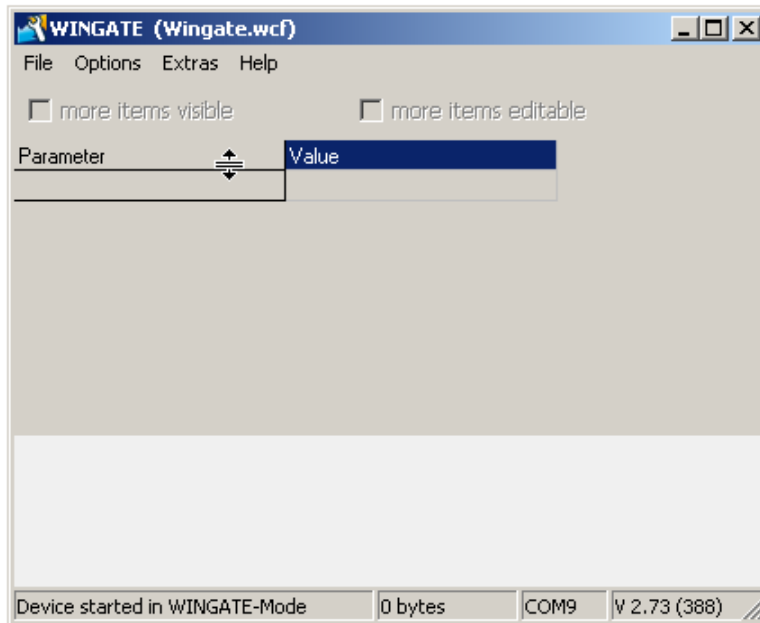 WINGATE (Wingate.wcf)
File Options Extras Help
more items visible more items editable
Parameter Value
Device started in WINGATE-Mode 0 bytes COM9 V 2.73 (388)